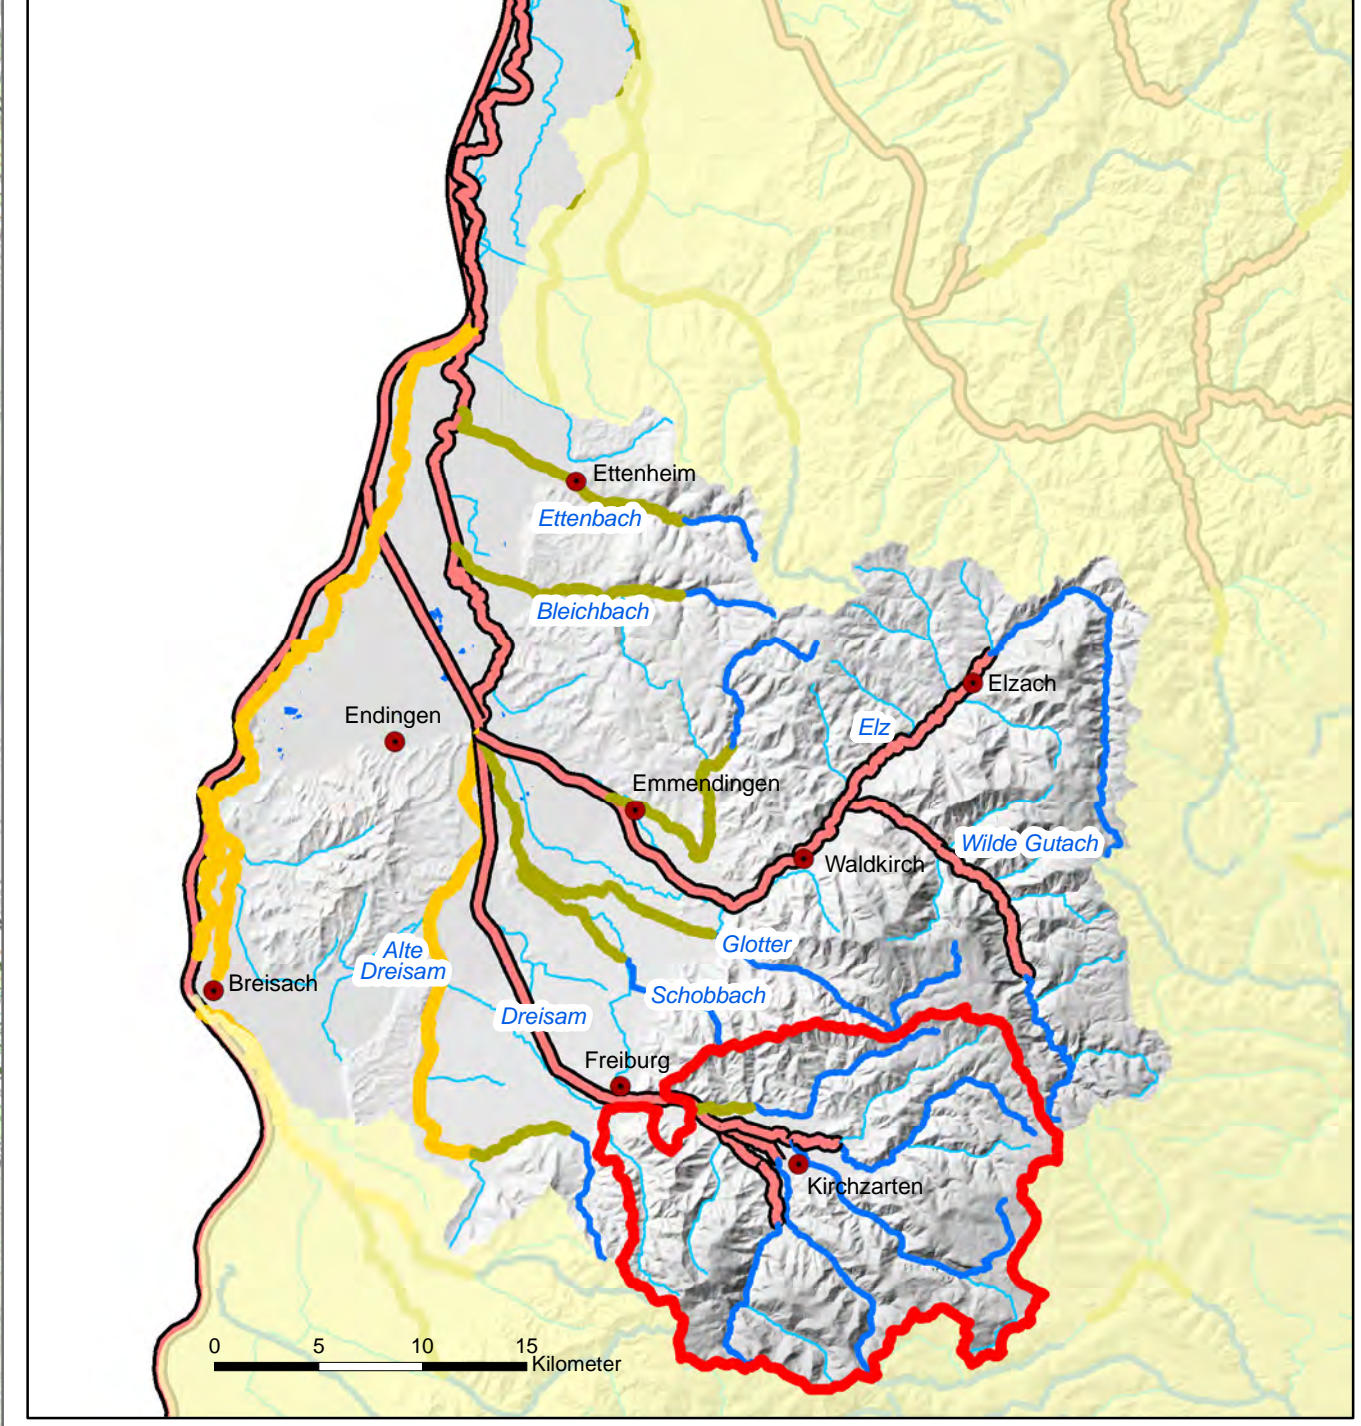 Ettenheim
Ettenbach
Bleichbach
Elzach
Endingen
Elz
Emmendingen
Wilde Gutach
Waldkirch
Glotter
Alte
Dreisam
Breisach
Schobbach
Dreisam
Freiburg
Kirchzarten
0 5 10 15
Kilometer